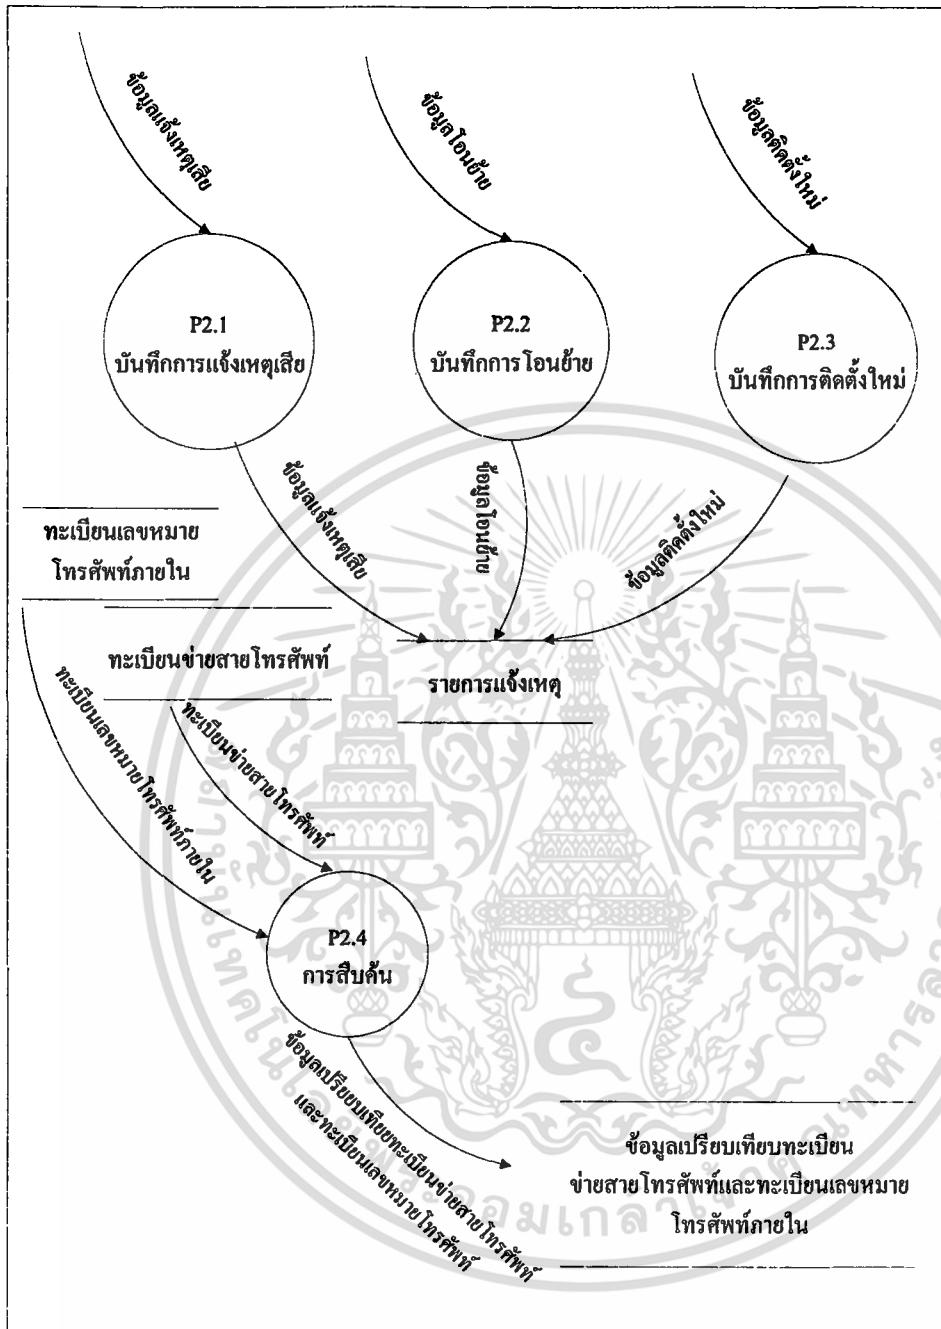 ข้อมูลแจ้งเหตุเสีย
ข้อมูลโอนย้าย
ข้อมูลติดตั้งใหม่
P2.1
บันทึกการแจ้งเหตุเสีย
P2.2
บันทึกการโอนย้าย
P2.3
บันทึกการติดตั้งใหม่
ข้อมูลแจ้งเหตุเสีย
ข้อมูลโอนย้าย
ข้อมูลติดตั้งใหม่
ทะเบียนเลขหมาย
โทรศัพท์ภายใน
ทะเบียนข่ายสายโทรศัพท์
รายการแจ้งเหตุ
ทะเบียนเลขหมายโทรศัพท์ภายใน
ทะเบียนข่ายสายโทรศัพท์
P2.4
การสืบค้น
ข้อมูลเปรียบเทียบทะเบียนข่ายสายโทรศัพท์
และทะเบียนเลขหมายโทรศัพท์
ข้อมูลเปรียบเทียบทะเบียน
ข่ายสายโทรศัพท์และทะเบียนเลขหมาย
โทรศัพท์ภายใน